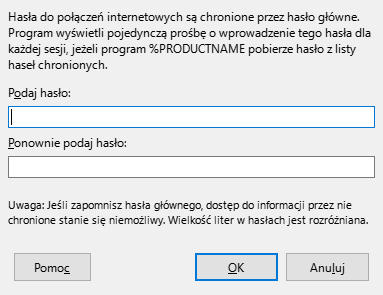 Hasła do połączeń internetowych są chronione przez hasło główne.
Program wyświetli pojedynczą prośbę o wprowadzenie tego hasła dla
każdej sesji, jeżeli program %PRODUCTNAME pobierze hasło z listy
haseł chronionych.
Podaj hasło:
Ponownie podaj hasło:
Uwaga: Jeśli zapomnisz hasła głównego, dostęp do informacji przez nie
chronione stanie się niemożliwy. Wielkość liter w hasłach jest rozróżniana.
Pomoc
OK
Anuluj